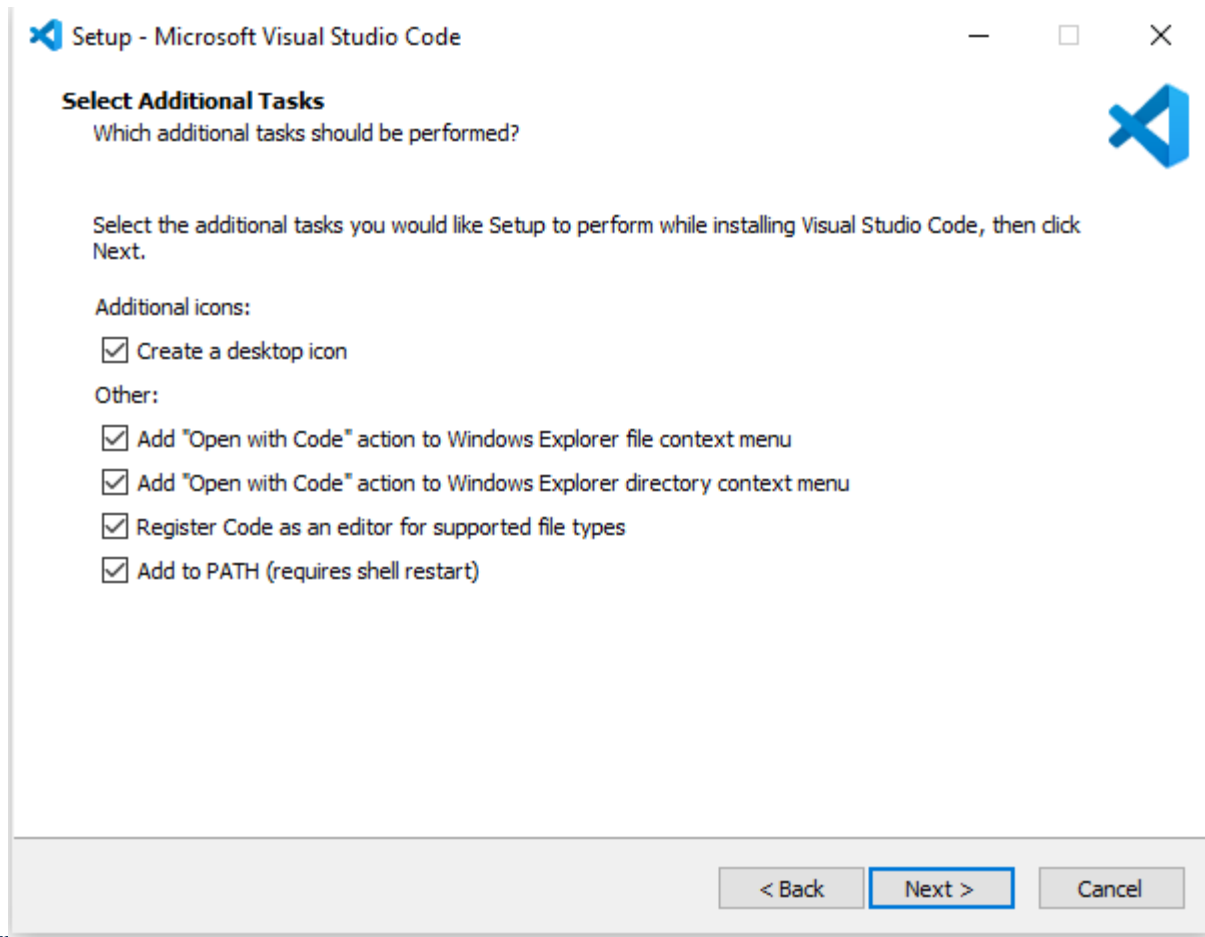 Setup - Microsoft Visual Studio Code
Select Additional Tasks
Which additional tasks should be performed?
Select the additional tasks you would like Setup to perform while installing Visual Studio Code, then click
Next.
Additional icons:
Create a desktop icon
Other:
Add "Open with Code" action to Windows Explorer file context menu
Add "Open with Code" action to Windows Explorer directory context menu
Register Code as an editor for supported file types
Add to PATH (requires shell restart)
< Back
Next >
Cancel